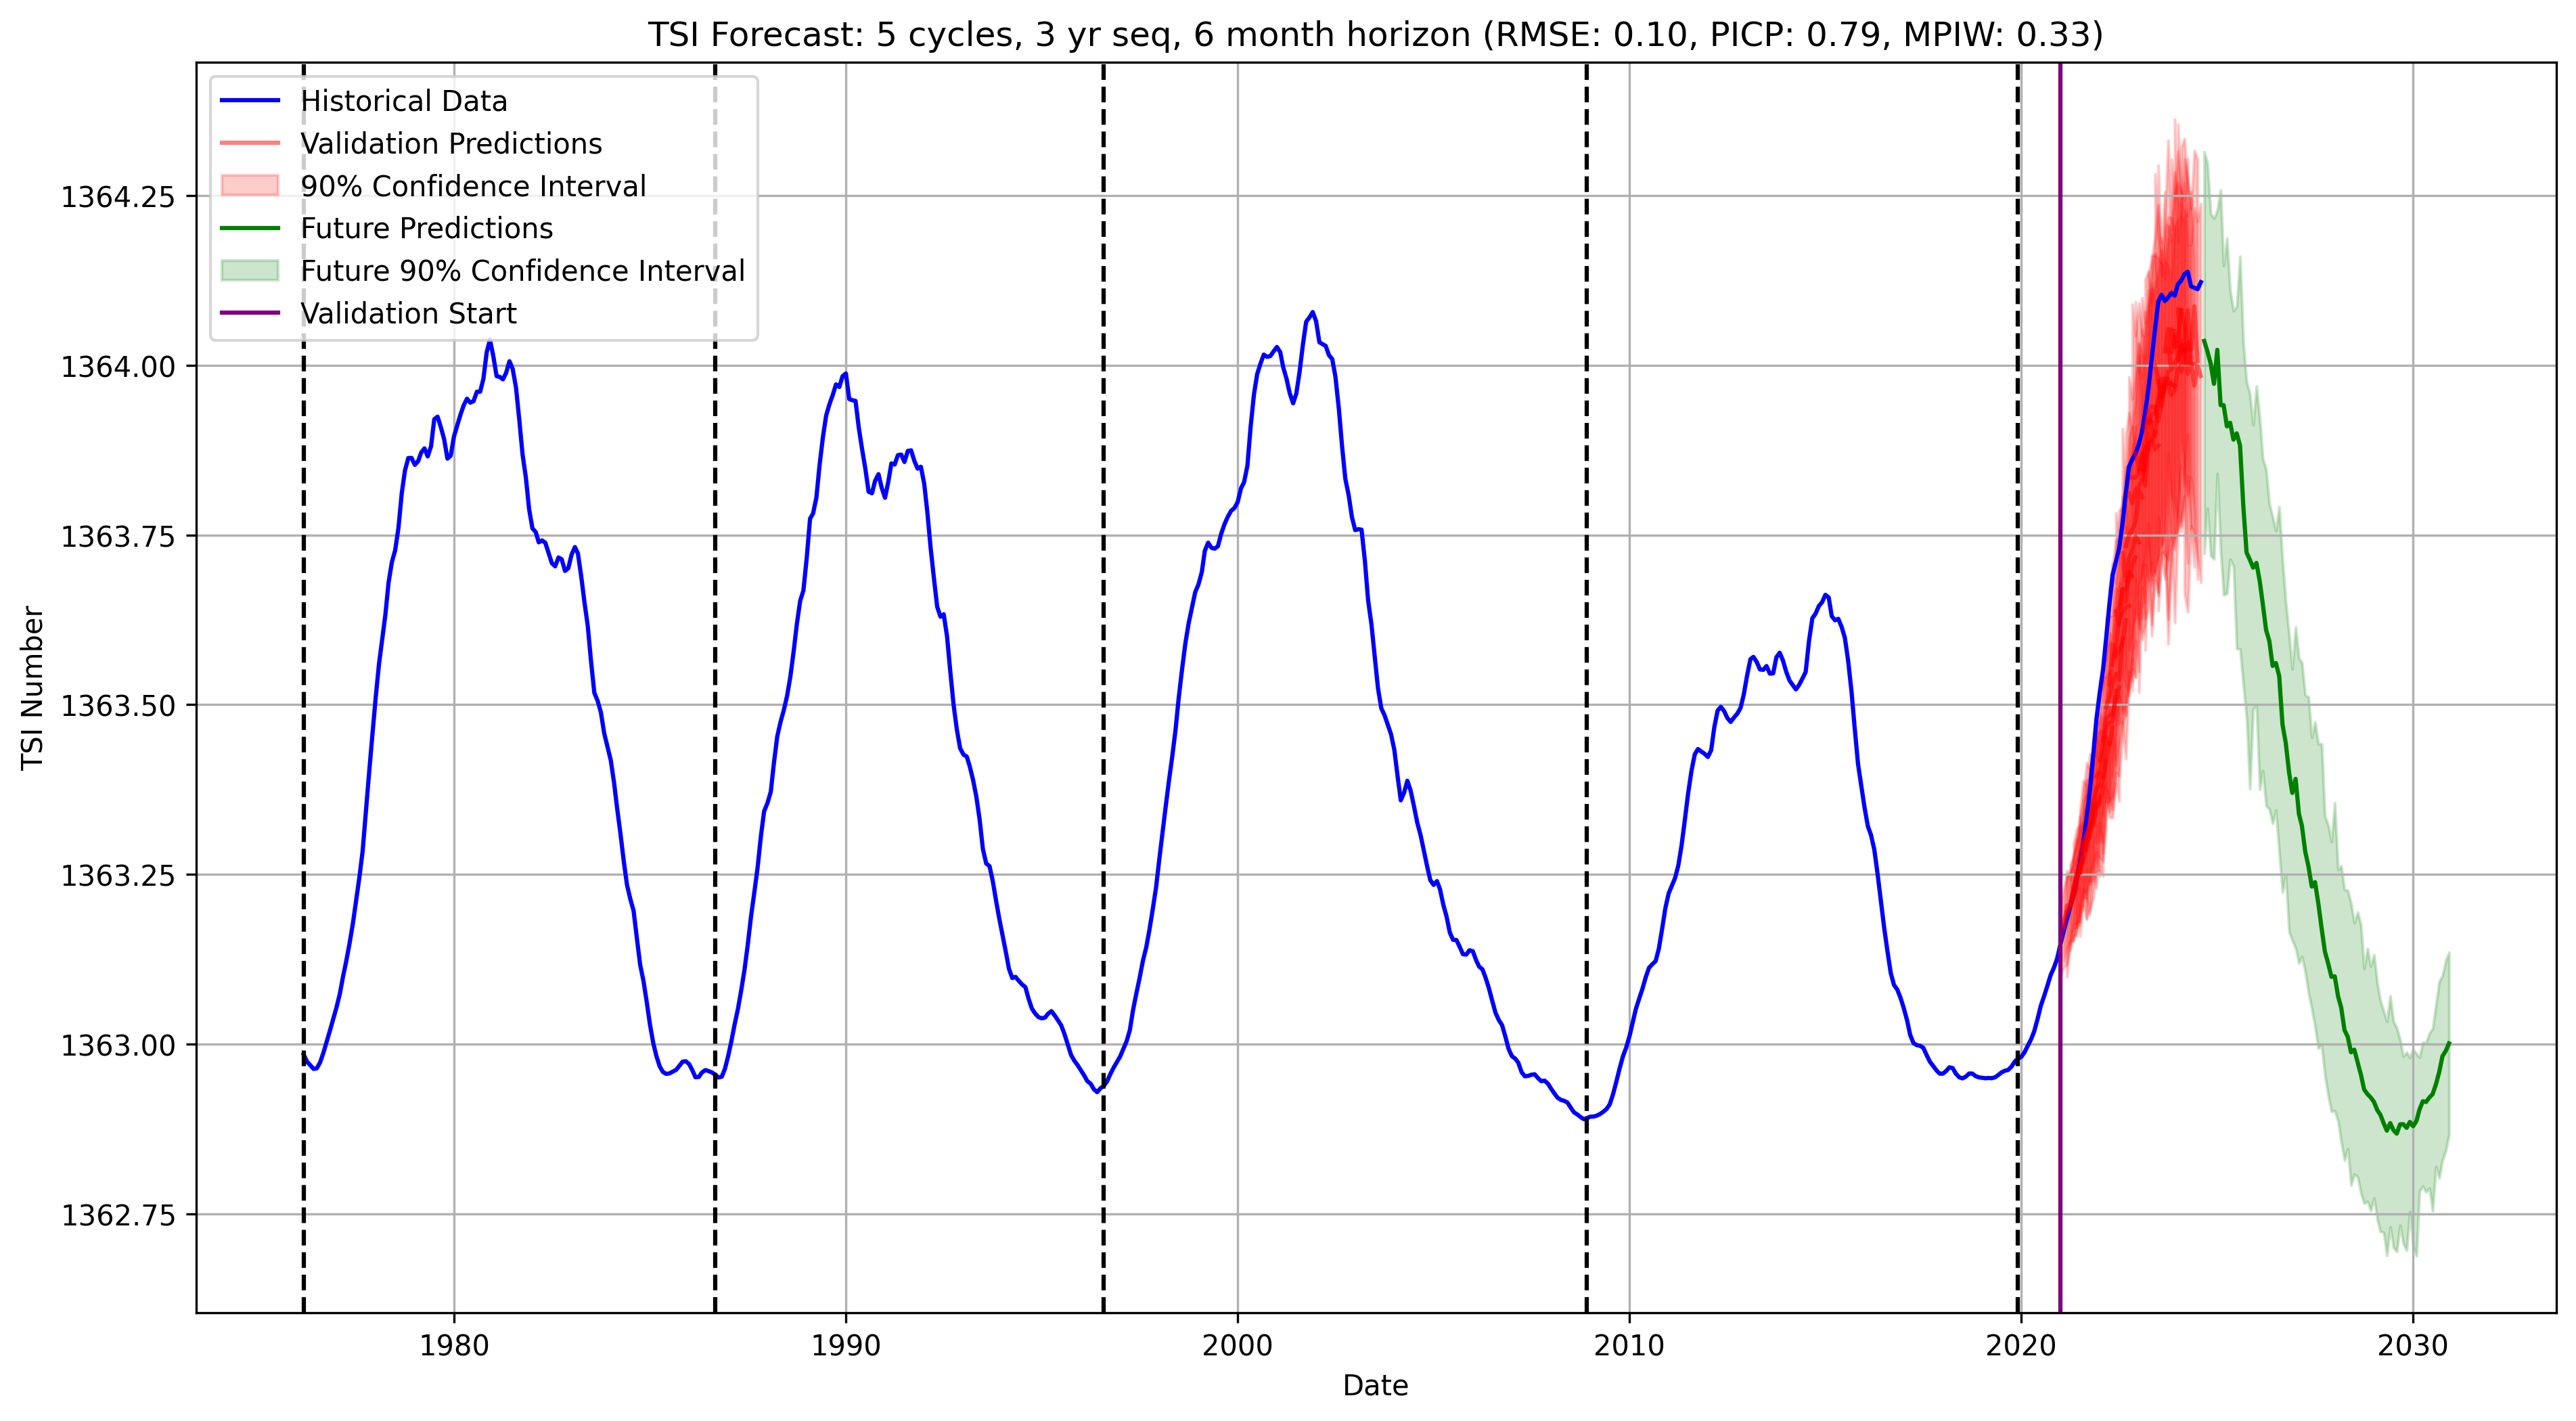 TSI Forecast: 5 cycles, 3 yr seq, 6 month horizon (RMSE: 0.10, PICP: 0.79, MPIW: 0.33)
Historical Data
Validation Predictions
90% Confidence Interval
Future Predictions
Future 90% Confidence Interval
Validation Start
TSI Number
1364.25
1364.00
1363.75
1363.50
1363.25
1363.00
1362.75
1980
1990
2000
2010
2020
2030
Date